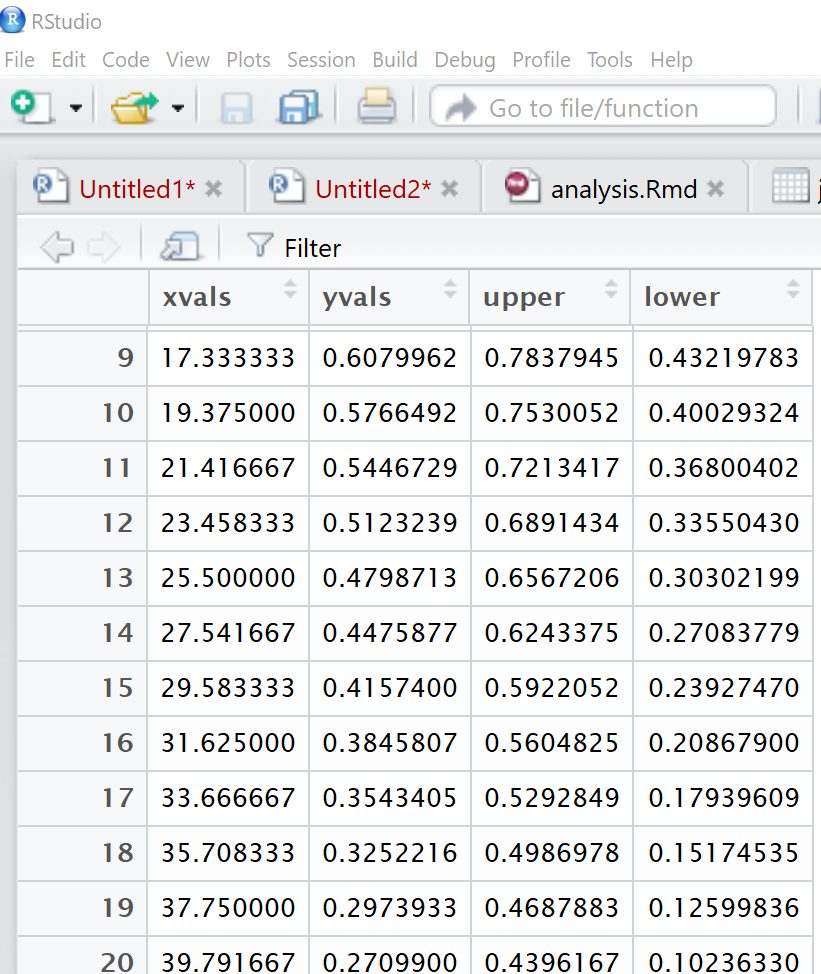 RStudio
File Edit Code View Plots Session Build Debug Profile Tools Help
Go to file/function
Untitled1* Untitled2* analysis.Rmd
Filter
xvals yvals upper lower
9 17.333333 0.6079962 0.7837945 0.43219783
10 19.375000 0.5766492 0.7530052 0.40029324
11 21.416667 0.5446729 0.7213417 0.36800402
12 23.458333 0.5123239 0.6891434 0.33550430
13 25.500000 0.4798713 0.6567206 0.30302199
14 27.541667 0.4475877 0.6243375 0.27083779
15 29.583333 0.4157400 0.5922052 0.23927470
16 31.625000 0.3845807 0.5604825 0.20867900
17 33.666667 0.3543405 0.5292849 0.17939609
18 35.708333 0.3252216 0.4986978 0.15174535
19 37.750000 0.2973933 0.4687883 0.12599836
20 39.791667 0.2709900 0.4396167 0.10236330